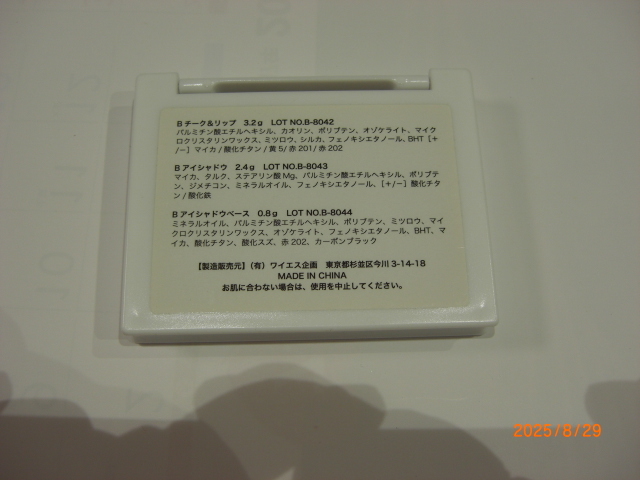 B チーク&リップ 3.2g LOT NO.B-8042
パルミチン酸エチルヘキシル、カオリン、ポリブテン、オゾケライト、マイク
ロクリスタリンワックス、ミツロウ、シルカ、フェノキシエタノール、BHT [+
/-] マイカ/酸化チタン/黄5/赤201/赤202
B アイシャドウ 2.4g LOT NO.B-8043
マイカ、タルク、ステアリン酸Mg、パルミチン酸エチルヘキシル、ポリブテ
ン、ジメチコン、ミネラルオイル、フェノキシエタノール、[+/-] 酸化チタ
ン/酸化鉄
B アイシャドウベース 0.8g LOT NO.B-8044
ミネラルオイル、パルミチン酸エチルヘキシル、ポリブテン、ミツロウ、マイ
クロクリスタリンワックス、オゾケライト、フェノキシエタノール、BHT、マ
イカ、酸化チタン、酸化スズ、赤202、カーボンブラック
【製造販売元】(有) ワイエス企画 東京都杉並区今川3-14-18
MADE IN CHINA
お肌に合わない場合は、使用を中止してください。
2025/8/29